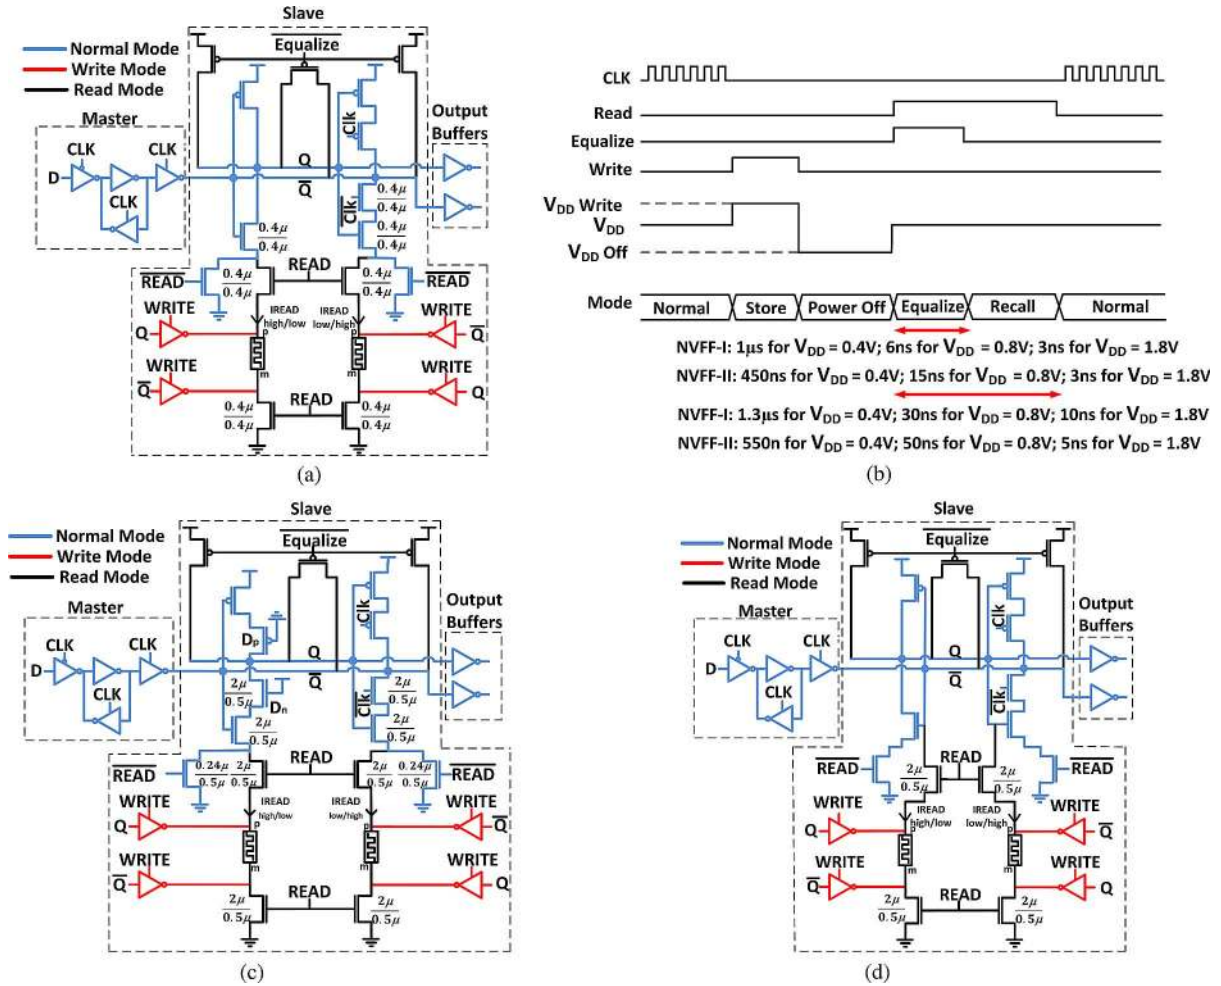 Slave
Equalize
Normal Mode
Write Mode
Read Mode
Master
CLK
CLK
D
CLK
Clk
Output
Buffers
Q
Q
Clk
0.4μ
0.4μ
0.4μ
0.4μ
0.4μ
0.4μ
READ
READ
READ
0.4μ
0.4μ
0.4μ
0.4μ
WRITE
Q
IREAD
high/low
IREAD
low/high
WRITE
Q
p
p
m
m
WRITE
Q
READ
WRITE
Q
0.4μ
0.4μ
0.4μ
0.4μ
(a)
CLK
Read
Equalize
Write
VDD Write
VDD
VDD Off
Mode
Normal
Store
Power Off
Equalize
Recall
Normal
NVFF-I: 1μs for VDD = 0.4V; 6ns for VDD = 0.8V; 3ns for VDD = 1.8V
NVFF-II: 450ns for VDD = 0.4V; 15ns for VDD = 0.8V; 3ns for VDD = 1.8V
NVFF-I: 1.3μs for VDD = 0.4V; 30ns for VDD = 0.8V; 10ns for VDD = 1.8V
NVFF-II: 550n for VDD = 0.4V; 50ns for VDD = 0.8V; 5ns for VDD = 1.8V
(b)
Slave
Equalize
Normal Mode
Write Mode
Read Mode
Master
CLK
CLK
D
CLK
Clk
Dp
Output
Buffers
Q
Q
Clk
2μ
0.5μ
Dn
2μ
0.5μ
2μ
0.5μ
2μ
0.5μ
READ
0.24μ
0.5μ
2μ
0.5μ
READ
2μ
0.5μ
0.24μ
0.5μ
READ
WRITE
Q
IREAD
high/low
IREAD
low/high
WRITE
Q
p
p
m
m
WRITE
Q
READ
WRITE
Q
2μ
0.5μ
2μ
0.5μ
(c)
Slave
Equalize
Normal Mode
Write Mode
Read Mode
Master
CLK
CLK
D
CLK
Clk
Output
Buffers
Q
Q
Clk
READ
READ
READ
2μ
0.5μ
2μ
0.5μ
WRITE
Q
IREAD
high/low
IREAD
low/high
WRITE
Q
p
p
m
m
WRITE
Q
READ
WRITE
Q
2μ
0.5μ
2μ
0.5μ
(d)